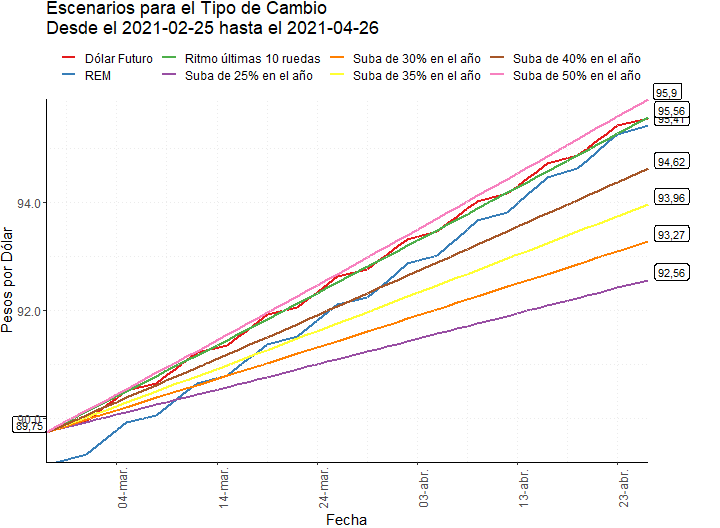 Escenarios para el Tipo de Cambio
Desde el 2021-02-25 hasta el 2021-04-26
Dólar Futuro
Ritmo últimas 10 ruedas
Suba de 30% en el año
Suba de 40% en el año
REM
Suba de 25% en el año
Suba de 35% en el año
Suba de 50% en el año
95,9
95,56
95,41
94,62
93,96
93,27
92,56
94.0
92.0
90.0
89,75
Pesos por Dólar
04-mar.
14-mar.
24-mar.
03-abr.
13-abr.
23-abr.
Fecha